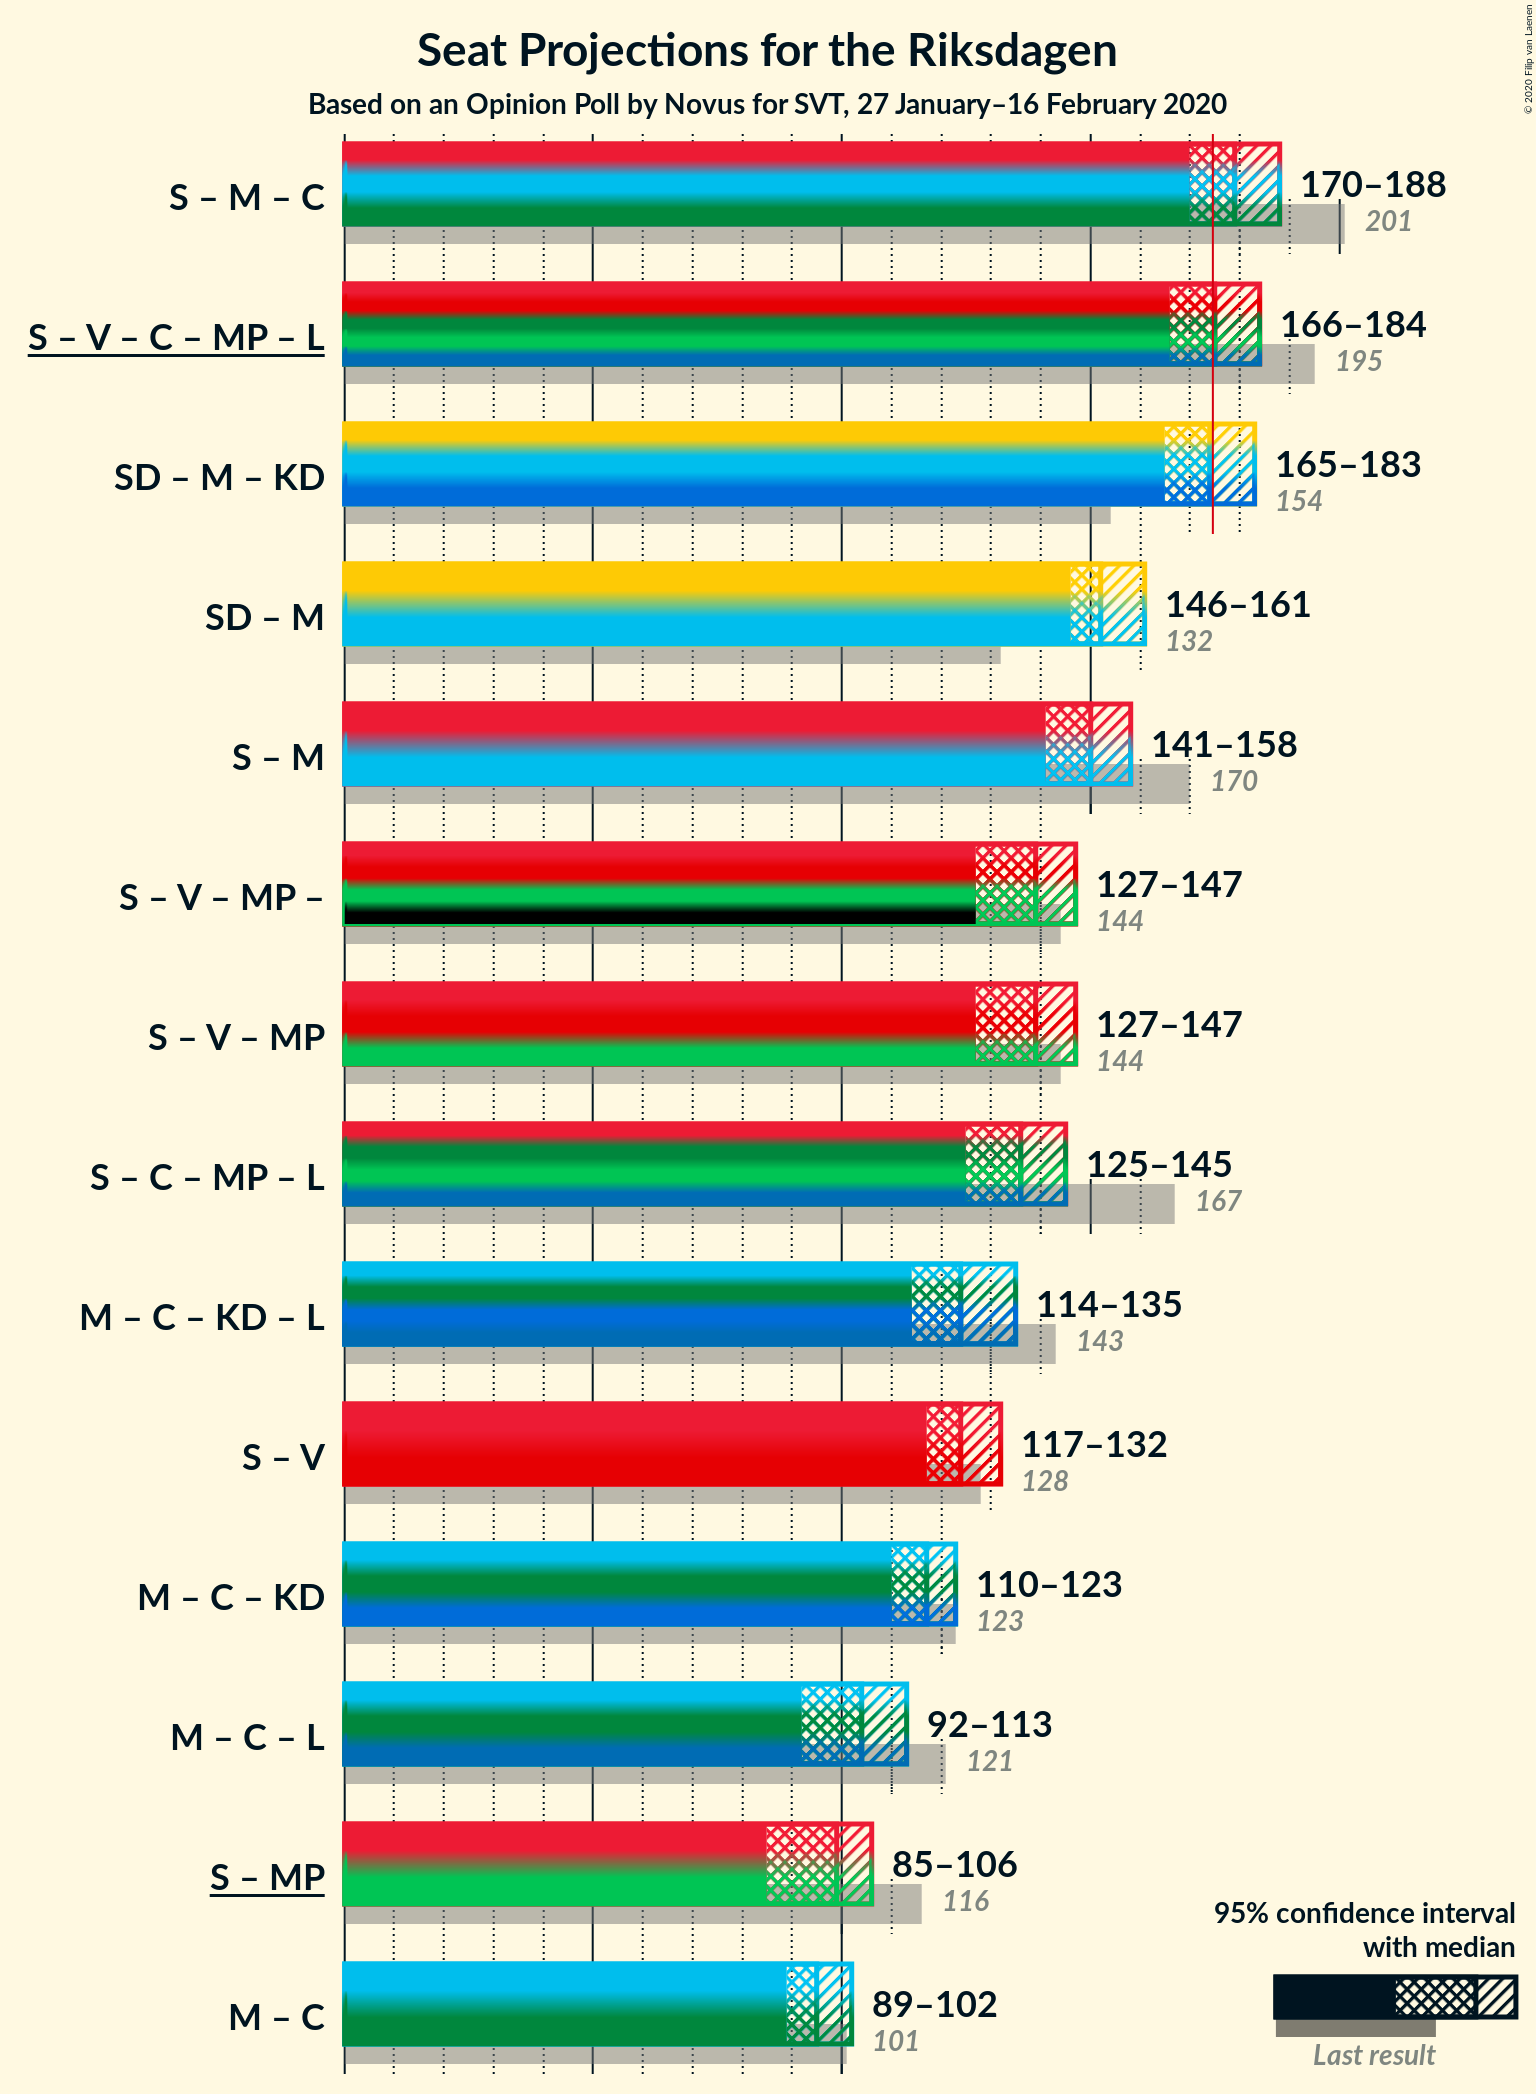 Seat Projections for the Riksdagen
Based on an Opinion Poll by Novus for SVT, 27 January–16 February 2020
© 2020 Filip van Laenen
S – M – C
170–188
201
S – V – C – MP – L
166–184
195
SD – M – KD
165–183
154
SD – M
146–161
132
S – M
141–158
170
S – V – MP –
127–147
144
S – V – MP
127–147
144
S – C – MP – L
125–145
167
M – C – KD – L
114–135
143
S – V
117–132
128
M – C – KD
110–123
123
M – C – L
92–113
121
S – MP
85–106
116
M – C
89–102
101
95% confidence interval
with median
Last result